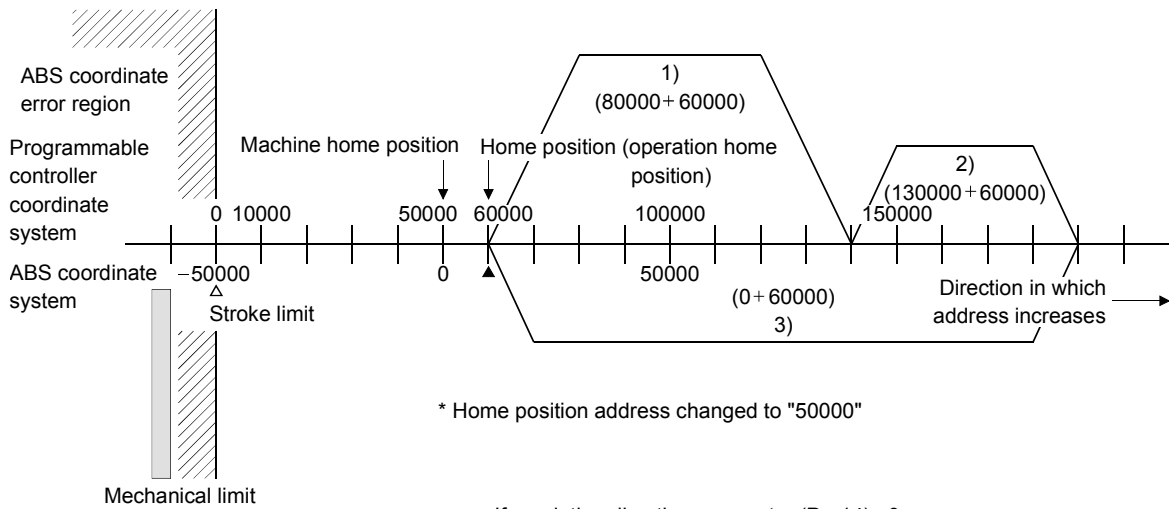 ABS coordinate
error region
1)
(80000+60000)
Programmable
controller
coordinate
system
Machine home position
Home position (operation home
position)
2)
(130000+60000)
0 10000 50000 60000 100000 150000
ABS coordinate
system
−50000 0 50000
Stroke limit
(0+60000)
3)
Direction in which
address increases
* Home position address changed to "50000"
Mechanical limit